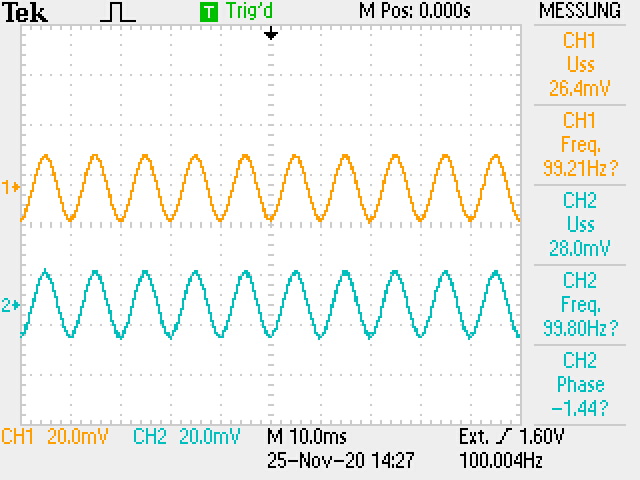 Tek T Trig'd M Pos: 0.000s MESSUNG
CH1
Uss
26.4mV
CH1
Freq.
99.21Hz?
CH2
Uss
28.0mV
CH2
Freq.
99.80Hz?
CH2
Phase
-1.44?
1
2
CH1 20.0mV CH2 20.0mV M 10.0ms Ext. 1.60V
25-Nov-20 14:27 100.004Hz